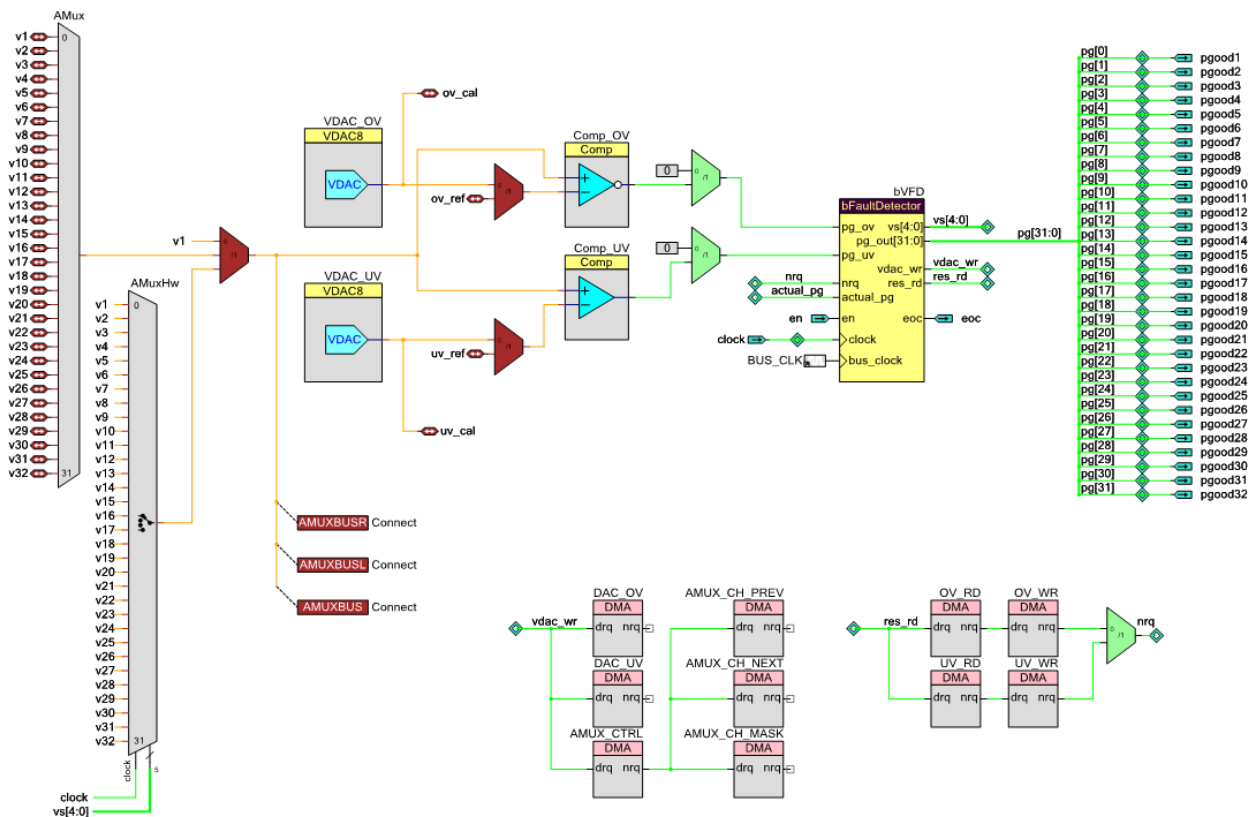 AMux
v1
v2
v3
v4
v5
v6
v7
v8
v9
v10
v11
v12
v13
v14
v15
v16
v17
v18
v19
v20
v21
v22
v23
v24
v25
v26
v27
v28
v29
v30
v31
v32
0
31
AMuxHw
v1
v2
v3
v4
v5
v6
v7
v8
v9
v10
v11
v12
v13
v14
v15
v16
v17
v18
v19
v20
v21
v22
v23
v24
v25
v26
v27
v28
v29
v30
v31
v32
0
31
clock
5
clock
vs[4:0]
v1
0
/1
VDAC_OV
VDAC8
VDAC
ov_cal
ov_ref
0
/1
VDAC_UV
VDAC8
VDAC
uv_ref
0
/1
uv_cal
Comp_OV
Comp
+
−
Comp_UV
Comp
+
−
0
0
/1
0
0
/1
AMUXBUSR Connect
AMUXBUSL Connect
AMUXBUS Connect
bVFD
bFaultDetector
pg_ov
vs[4:0]
pg_out[31:0]
pg_uv
vdac_wr
nrq
res_rd
actual_pg
en
eoc
clock
bus_clock
nrq
actual_pg
en
clock
BUS_CLK
vs[4:0]
vdac_wr
res_rd
eoc
pg[31:0]
pg[0] pgood1
pg[1] pgood2
pg[2] pgood3
pg[3] pgood4
pg[4] pgood5
pg[5] pgood6
pg[6] pgood7
pg[7] pgood8
pg[8] pgood9
pg[9] pgood10
pg[10] pgood11
pg[11] pgood12
pg[12] pgood13
pg[13] pgood14
pg[14] pgood15
pg[15] pgood16
pg[16] pgood17
pg[17] pgood18
pg[18] pgood19
pg[19] pgood20
pg[20] pgood21
pg[21] pgood22
pg[22] pgood23
pg[23] pgood24
pg[24] pgood25
pg[25] pgood26
pg[26] pgood27
pg[27] pgood28
pg[28] pgood29
pg[29] pgood30
pg[30] pgood31
pg[31] pgood32
vdac_wr
DAC_OV
DMA
drq nrq
DAC_UV
DMA
drq nrq
AMUX_CTRL
DMA
drq nrq
AMUX_CH_PREV
DMA
drq nrq
AMUX_CH_NEXT
DMA
drq nrq
AMUX_CH_MASK
DMA
drq nrq
res_rd
OV_RD
DMA
drq nrq
OV_WR
DMA
drq nrq
UV_RD
DMA
drq nrq
UV_WR
DMA
drq nrq
0
/1
nrq